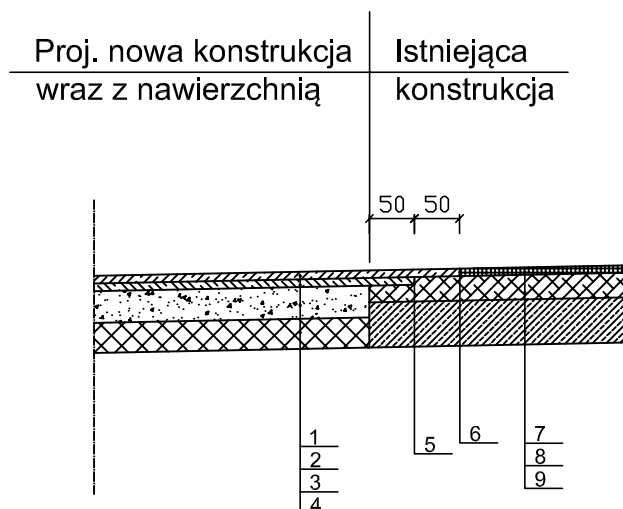 Proj. nowa konstrukcja
wraz z nawierzchnią
Istniejąca
konstrukcja
50 50
1
2
3
4
5
6
7
8
9